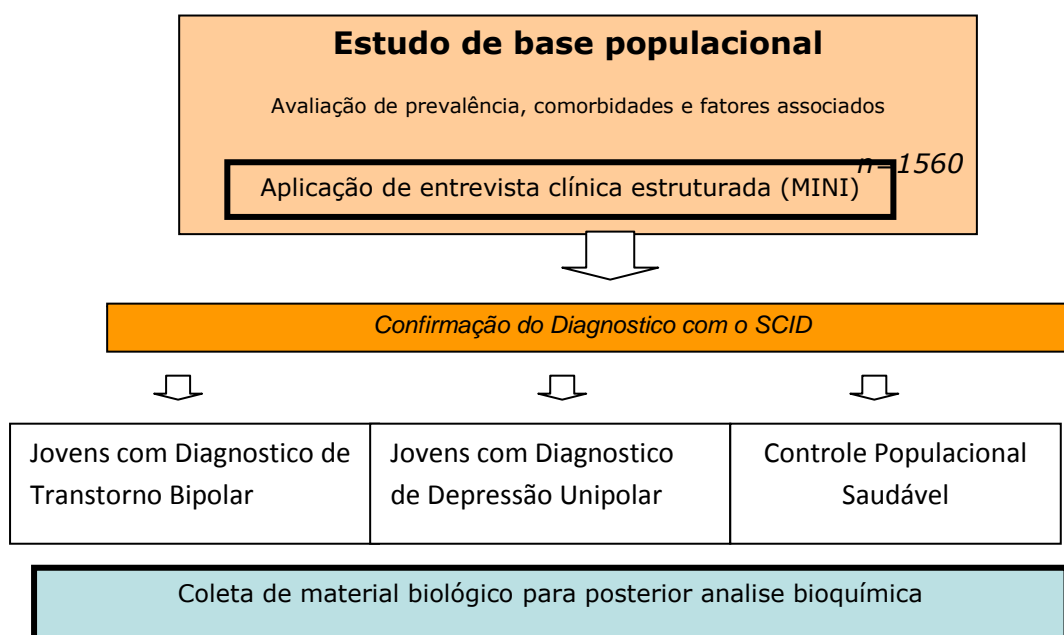 Estudo de base populacional
Avaliação de prevalência, comorbidades e fatores associados
n=1560
Aplicação de entrevista clínica estruturada (MINI)
Confirmação do Diagnostico com o SCID
Jovens com Diagnostico de
Transtorno Bipolar
Jovens com Diagnostico
de Depressão Unipolar
Controle Populacional
Saudável
Coleta de material biológico para posterior analise bioquímica